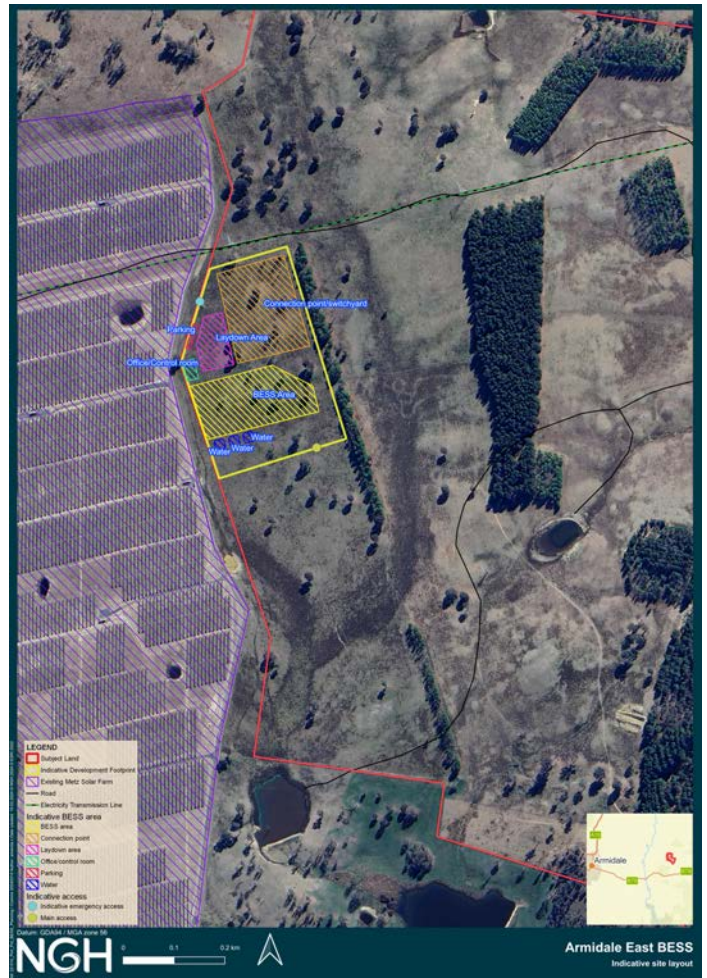 Connection point/switchyard
Parking
Laydown Area
Office/Control room
BESS Area
Water
Water
Water
LEGEND
Subject Land
Indicative Development Footprint
Existing Metz Solar Farm
Road
Electricity Transmission Line
Indicative BESS area
BESS area
Connection point
Laydown area
Office/control room
Parking
Water
Indicative access
Indicative emergency access
Main access
Armidale
Datum: GDA94 / MGA zone 56
NGH
0 0.1 0.2 km
Armidale East BESS
Indicative site layout